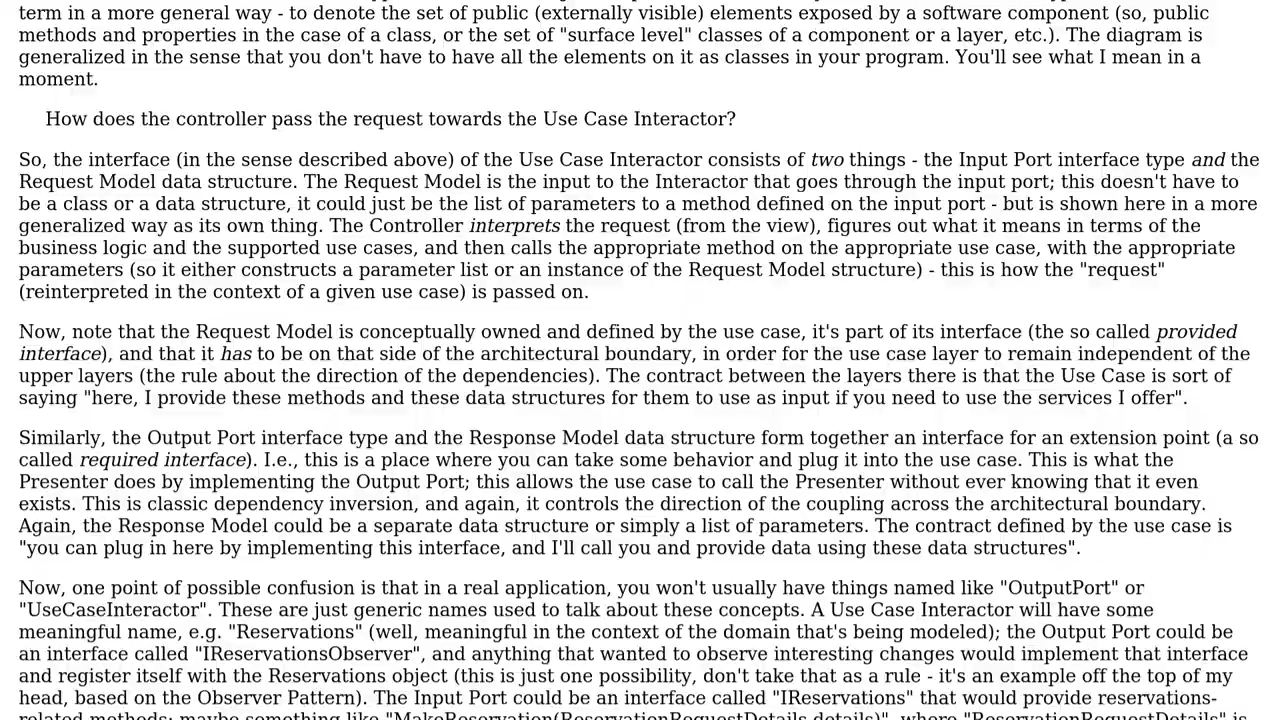 term in a more general way - to denote the set of public (externally visible) elements exposed by a software component (so, public
methods and properties in the case of a class, or the set of "surface level" classes of a component or a layer, etc.). The diagram is
generalized in the sense that you don't have to have all the elements on it as classes in your program. You'll see what I mean in a
moment.
How does the controller pass the request towards the Use Case Interactor?
So, the interface (in the sense described above) of the Use Case Interactor consists of two things - the Input Port interface type and the
Request Model data structure. The Request Model is the input to the Interactor that goes through the input port; this doesn't have to
be a class or a data structure, it could just be the list of parameters to a method defined on the input port - but is shown here in a more
generalized way as its own thing. The Controller interprets the request (from the view), figures out what it means in terms of the
business logic and the supported use cases, and then calls the appropriate method on the appropriate use case, with the appropriate
parameters (so it either constructs a parameter list or an instance of the Request Model structure) - this is how the "request"
(reinterpreted in the context of a given use case) is passed on.
Now, note that the Request Model is conceptually owned and defined by the use case, it's part of its interface (the so called provided
interface), and that it has to be on that side of the architectural boundary, in order for the use case layer to remain independent of the
upper layers (the rule about the direction of the dependencies). The contract between the layers there is that the Use Case is sort of
saying "here, I provide these methods and these data structures for them to use as input if you need to use the services I offer".
Similarly, the Output Port interface type and the Response Model data structure form together an interface for an extension point (a so
called required interface). I.e., this is a place where you can take some behavior and plug it into the use case. This is what the
Presenter does by implementing the Output Port; this allows the use case to call the Presenter without ever knowing that it even
exists. This is classic dependency inversion, and again, it controls the direction of the coupling across the architectural boundary.
Again, the Response Model could be a separate data structure or simply a list of parameters. The contract defined by the use case is
"you can plug in here by implementing this interface, and I'll call you and provide data using these data structures".
Now, one point of possible confusion is that in a real application, you won't usually have things named like "OutputPort" or
"UseCaseInteractor". These are just generic names used to talk about these concepts. A Use Case Interactor will have some
meaningful name, e.g. "Reservations" (well, meaningful in the context of the domain that's being modeled); the Output Port could be
an interface called "IReservationsObserver", and anything that wanted to observe interesting changes would implement that interface
and register itself with the Reservations object (this is just one possibility, don't take that as a rule - it's an example off the top of my
head, based on the Observer Pattern). The Input Port could be an interface called "IReservations" that would provide reservations-
related methods; maybe something like "MakeReservation(ReservationRequestDetails details)", where "ReservationRequestDetails" is